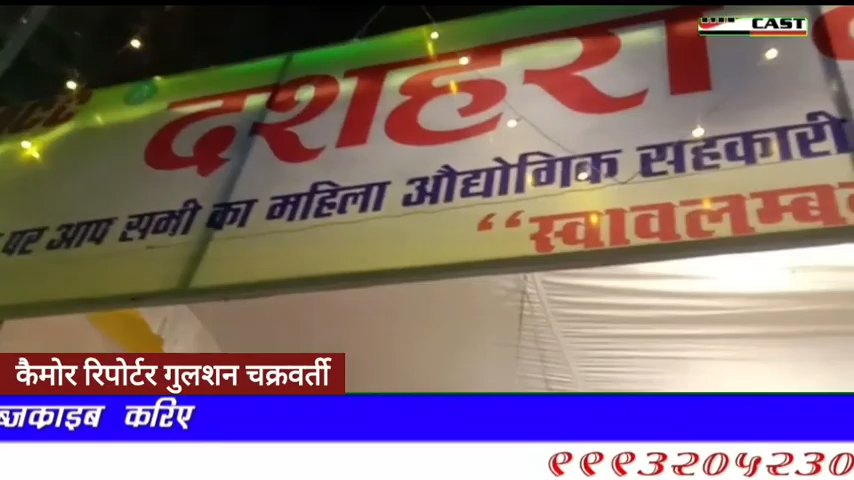 CAST
दशहरा
पर आप सभी का महिला औद्योगिक सहकारी
“स्वावलम्ब
कैमोर रिपोर्टर गुलशन चक्रवर्ती
ब्जक्राइब करिए
९९९३२०५२३०